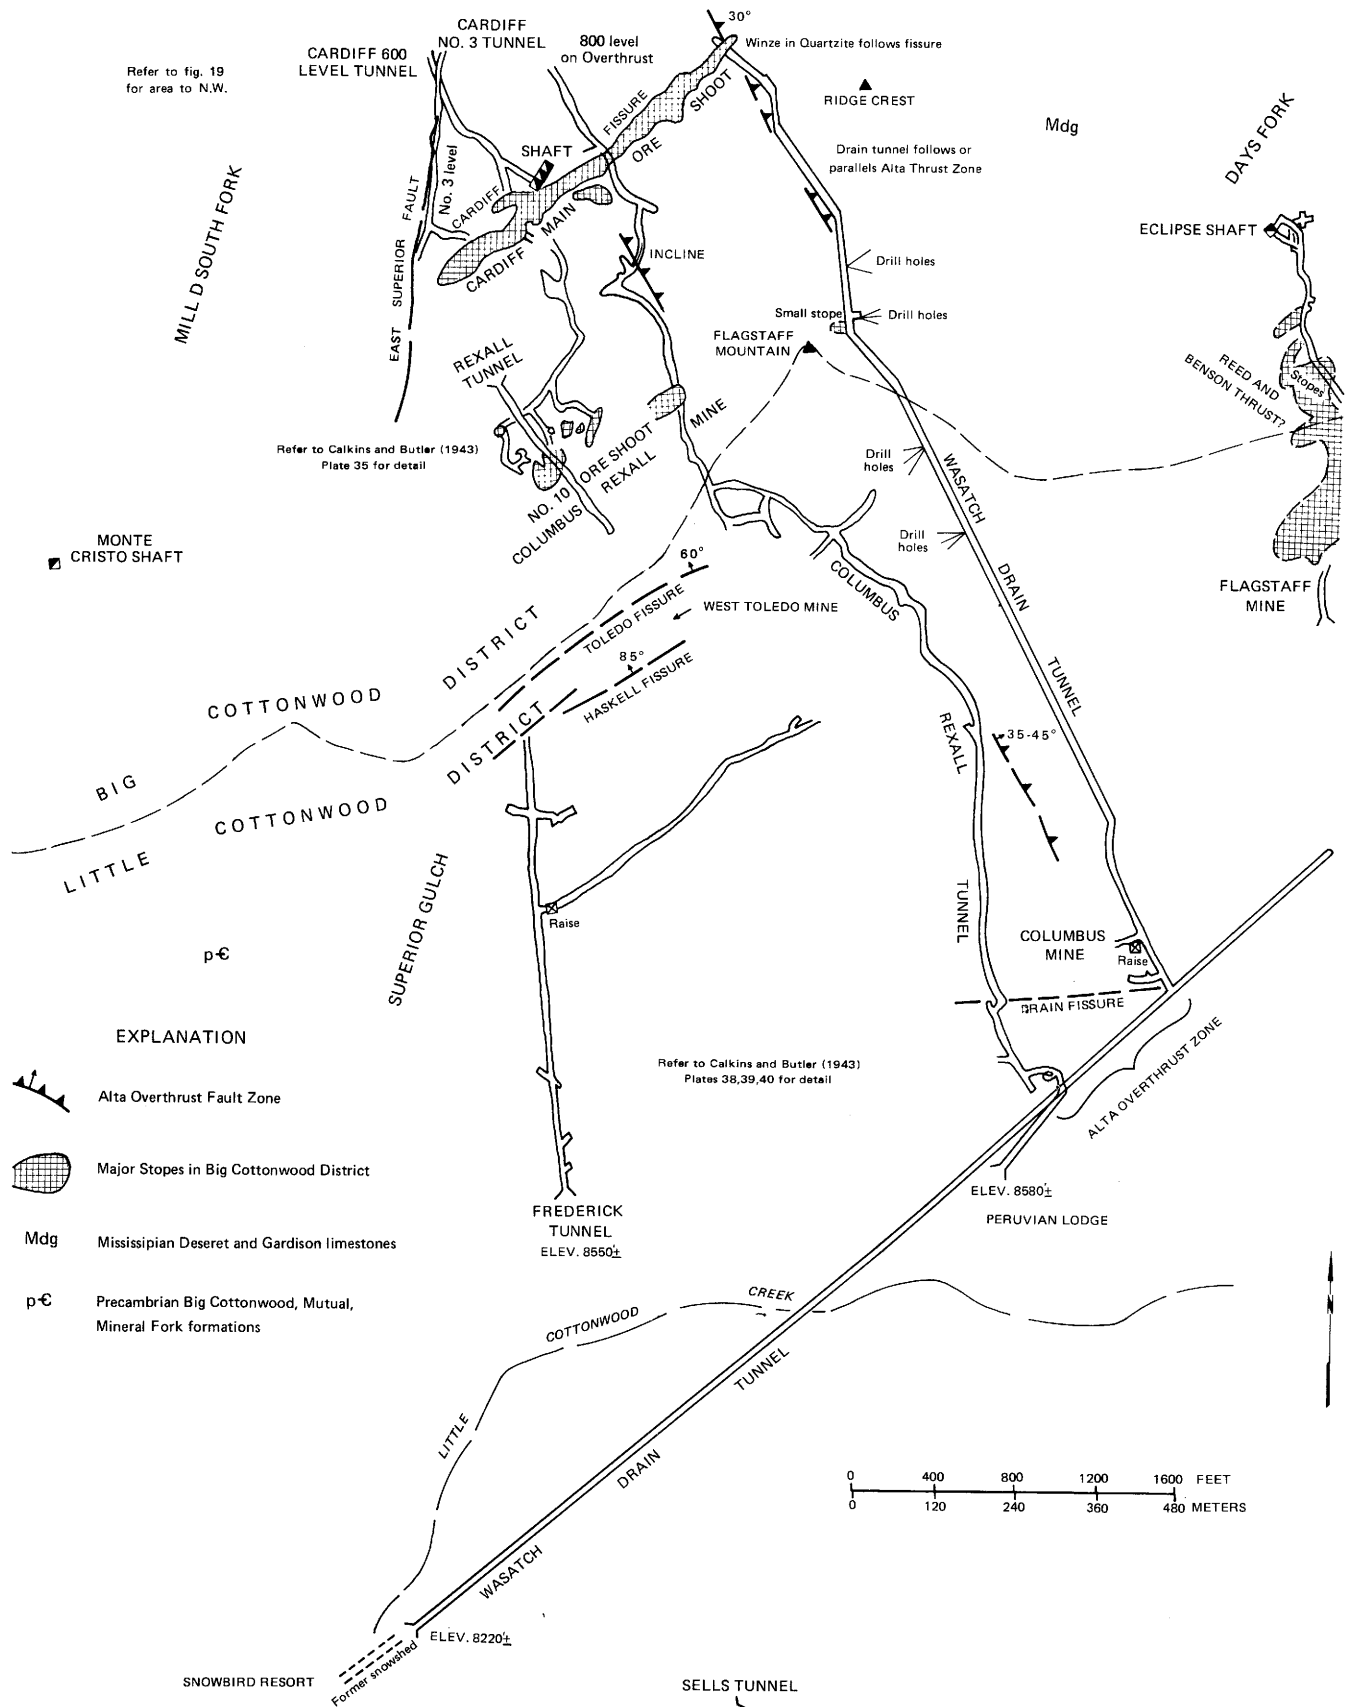 CARDIFF
NO. 3 TUNNEL
CARDIFF 600
LEVEL TUNNEL
800 level
on Overthrust
30°
Winze in Quartzite follows fissure
Refer to fig. 19
for area to N.W.
RIDGE CREST
Mdg
DAYS FORK
FISSURE
ORE SHOOT
SHAFT
Drain tunnel follows or
parallels Alta Thrust Zone
MILL D SOUTH FORK
No. 3 level
CARDIFF
CARDIFF MAIN
EAST SUPERIOR FAULT
ECLIPSE SHAFT
INCLINE
Drill holes
Small stope
Drill holes
FLAGSTAFF
MOUNTAIN
REXALL
TUNNEL
REED AND
BENSON THRUST?
Stopes
Refer to Calkins and Butler (1943)
Plate 35 for detail
NO. 10 ORE SHOOT
COLUMBUS REXALL MINE
Drill
holes
WASATCH DRAIN TUNNEL
Drill
holes
MONTE
CRISTO SHAFT
60°
FLAGSTAFF
MINE
TOLEDO FISSURE
WEST TOLEDO MINE
85°
HASKELL FISSURE
COLUMBUS REXALL TUNNEL
BIG COTTONWOOD DISTRICT
LITTLE COTTONWOOD DISTRICT
35-45°
SUPERIOR GULCH
Raise
p-C
COLUMBUS
MINE
Raise
DRAIN FISSURE
ALTA OVERTHRUST ZONE
EXPLANATION
Alta Overthrust Fault Zone
Major Stopes in Big Cottonwood District
Mdg Mississipian Deseret and Gardison limestones
p-C Precambrian Big Cottonwood, Mutual,
Mineral Fork formations
Refer to Calkins and Butler (1943)
Plates 38,39,40 for detail
ELEV. 8580'±
PERUVIAN LODGE
FREDERICK
TUNNEL
ELEV. 8550'±
LITTLE COTTONWOOD CREEK
N
WASATCH DRAIN TUNNEL
0 400 800 1200 1600 FEET
0 120 240 360 480 METERS
ELEV. 8220'±
Former snowshed
SNOWBIRD RESORT
SELLS TUNNEL